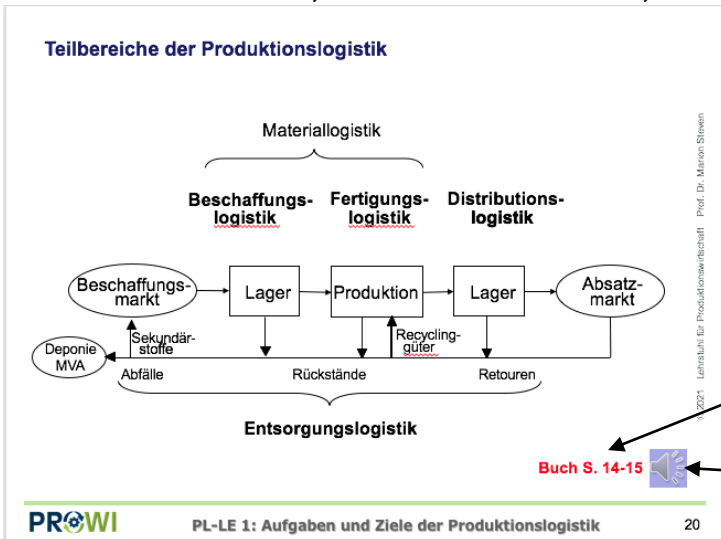 Teilbereiche der Produktionslogistik
Materiallogistik
Beschaffungs-
logistik
Fertigungs-
logistik
Distributions-
logistik
Beschaffungs-
markt
Lager
Produktion
Lager
Absatz-
markt
Deponie
MVA
Sekundär-
stoffe
Recycling-
güter
Abfälle
Rückstände
Retouren
Entsorgungslogistik
Buch S. 14-15
© 2021 Lehrstuhl für Produktionswirtschaft Prof. Dr. Marion Steven
PROWI
PL-LE 1: Aufgaben und Ziele der Produktionslogistik
20